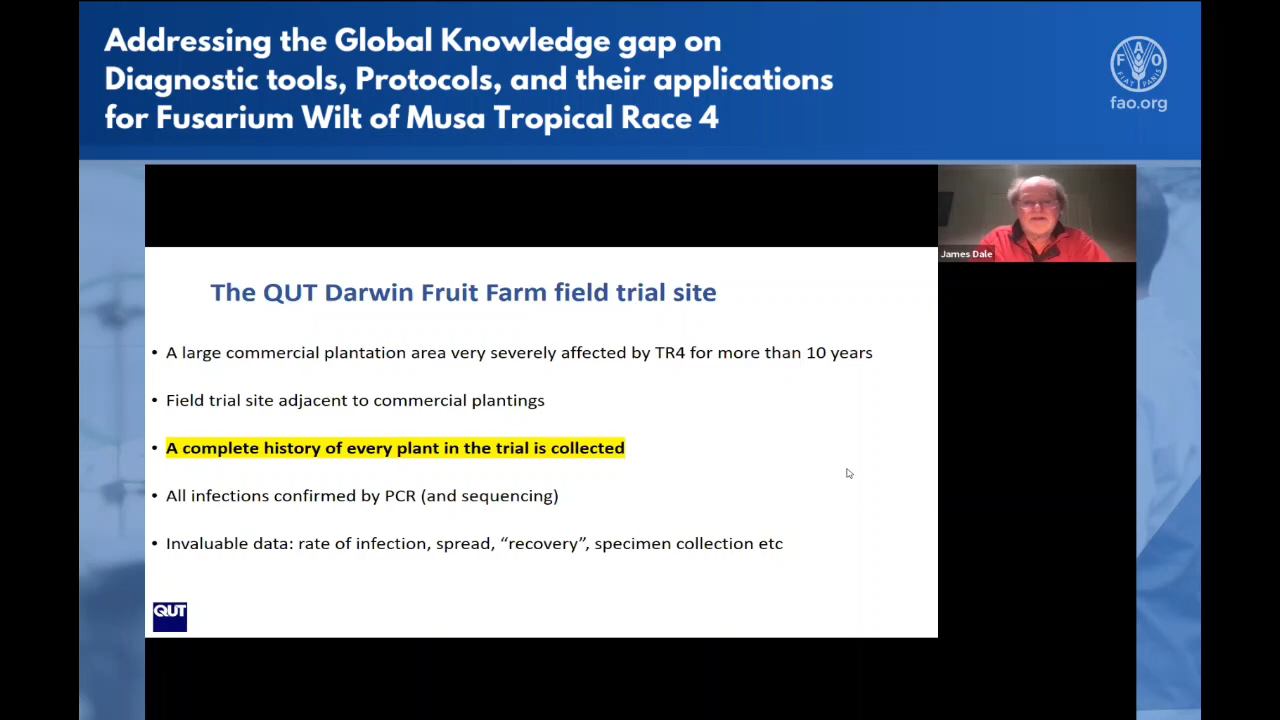 Addressing the Global Knowledge gap on
Diagnostic tools, Protocols, and their applications
for Fusarium Wilt of Musa Tropical Race 4
F A O
FIAT PANIS
fao.org
James Dale
The QUT Darwin Fruit Farm field trial site
• A large commercial plantation area very severely affected by TR4 for more than 10 years
• Field trial site adjacent to commercial plantings
• A complete history of every plant in the trial is collected
• All infections confirmed by PCR (and sequencing)
• Invaluable data: rate of infection, spread, “recovery”, specimen collection etc
QUT